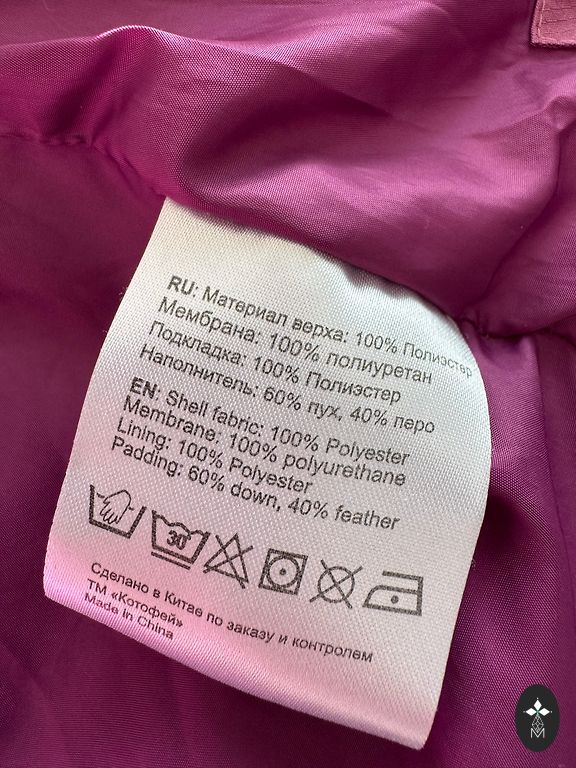 RU: Материал верха: 100% Полиэстер
Мембрана: 100% полиуретан
Подкладка: 100% Полиэстер
Наполнитель: 60% пух, 40% перо
EN: Shell fabric: 100% Polyester
Membrane: 100% polyurethane
Lining: 100% Polyester
Padding: 60% down, 40% feather
30
Сделано в Китае по заказу и контролем
ТМ «Котофей»
Made in China
M